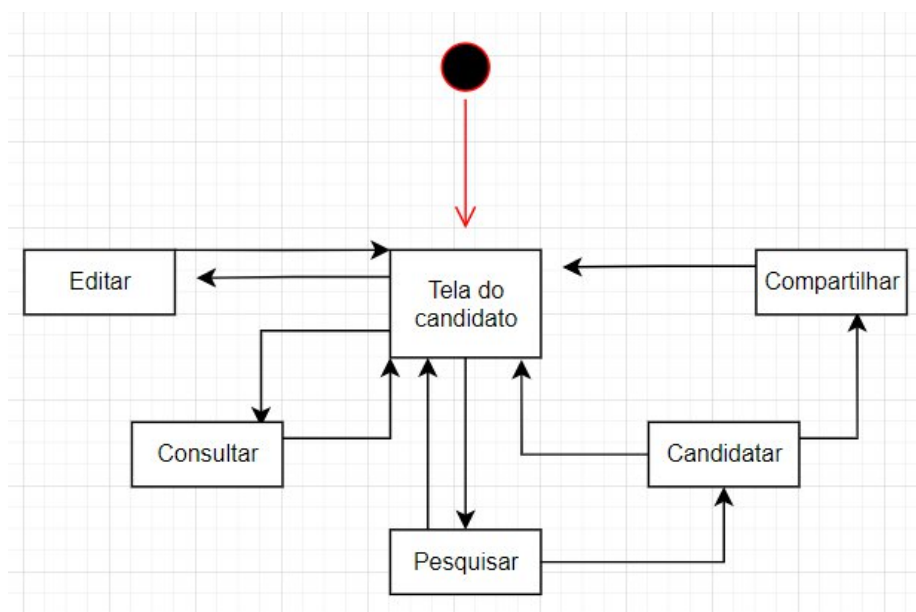 Editar
Tela do
candidato
Compartilhar
Consultar
Candidatar
Pesquisar